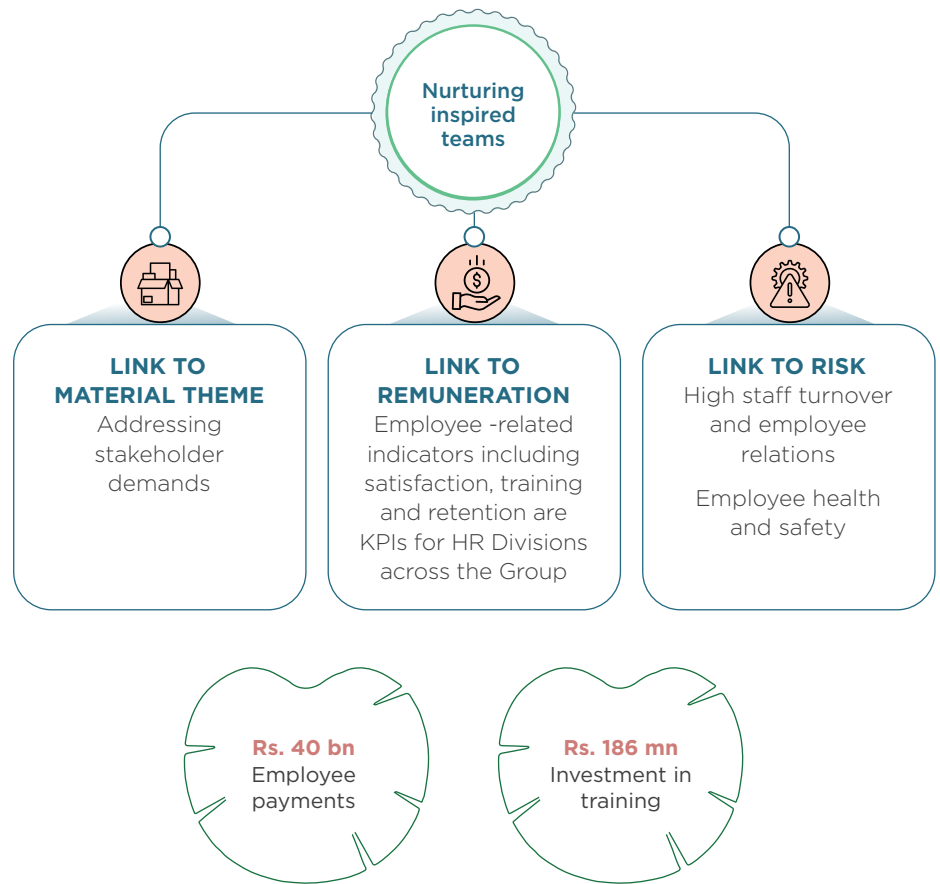 Nurturing
inspired
teams
LINK TO
MATERIAL THEME
Addressing
stakeholder
demands
LINK TO
REMUNERATION
Employee -related
indicators including
satisfaction, training
and retention are
KPIs for HR Divisions
across the Group
LINK TO RISK
High staff turnover
and employee
relations
Employee health
and safety
Rs. 40 bn
Employee
payments
Rs. 186 mn
Investment in
training